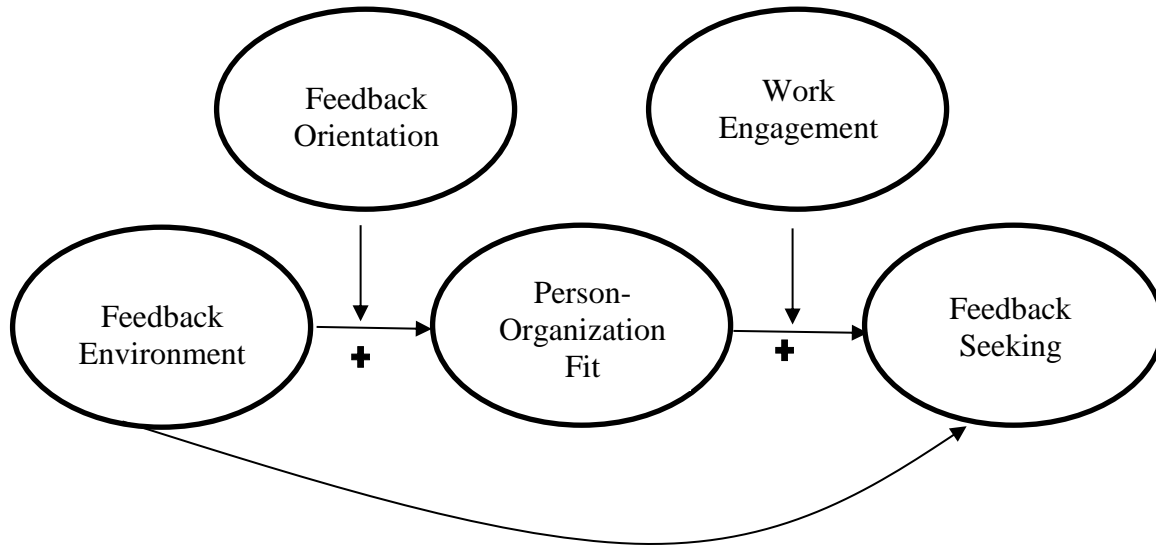 Feedback
Orientation
Work
Engagement
Feedback
Environment
Person-
Organization
Fit
Feedback
Seeking
+
+